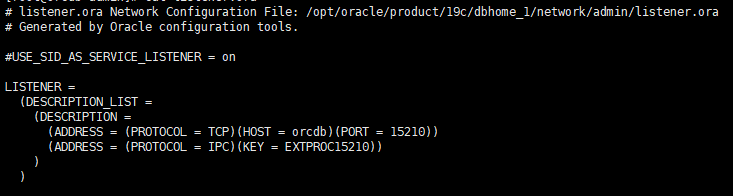 # listener.ora Network Configuration File: /opt/oracle/product/19c/dbhome_1/network/admin/listener.ora
# Generated by Oracle configuration tools.

#USE_SID_AS_SERVICE_LISTENER = on

LISTENER =
  (DESCRIPTION_LIST =
    (DESCRIPTION =
      (ADDRESS = (PROTOCOL = TCP)(HOST = orcdb)(PORT = 15210))
      (ADDRESS = (PROTOCOL = IPC)(KEY = EXTPROC15210))
    )
  )